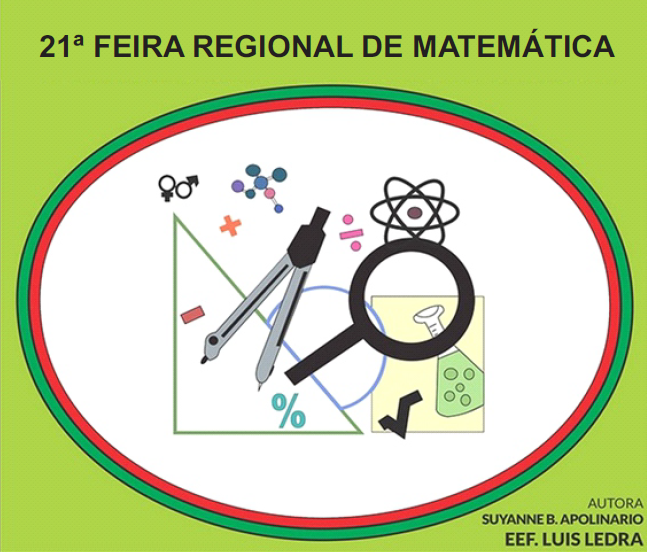 21ª FEIRA REGIONAL DE MATEMÁTICA
%
AUTORA
SUYANNE B. APOLINARIO
EEF. LUIS LEDRA